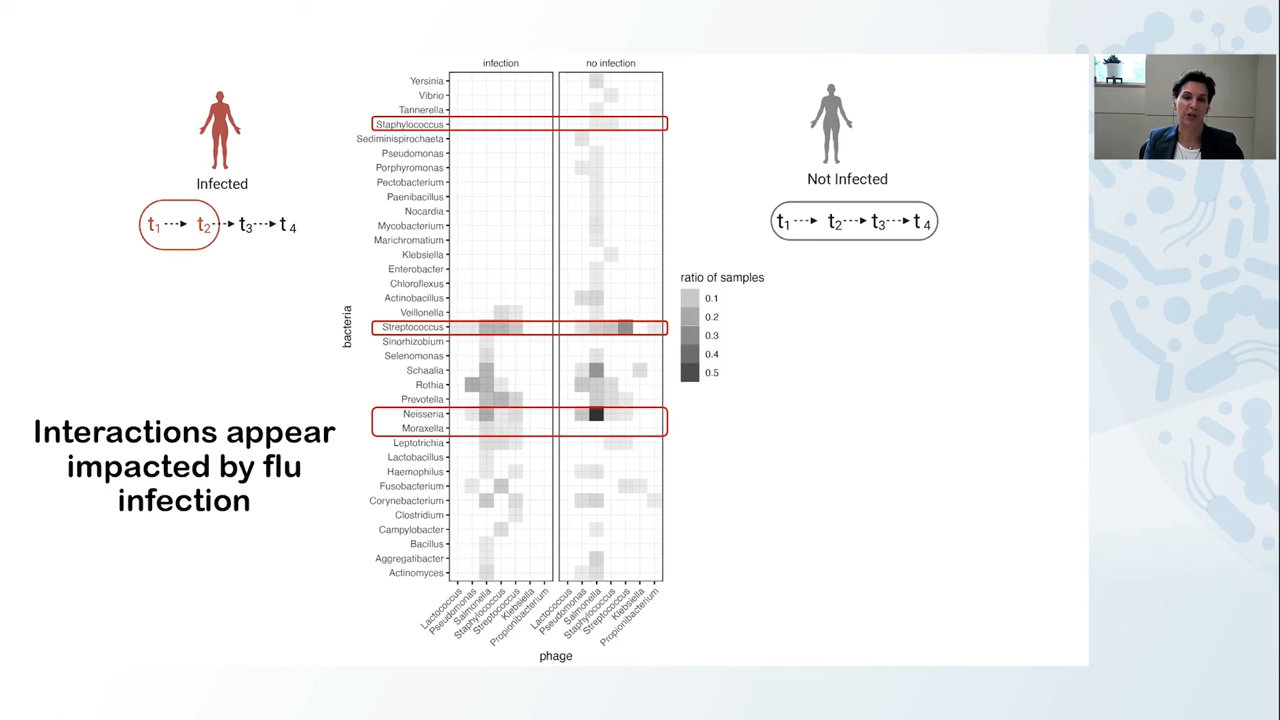 infection
no infection
Yersinia
Vibrio
Tannerella
Staphylococcus
Sediminispirochaeta
Pseudomonas
Porphyromonas
Pectobacterium
Paenibacillus
Nocardia
Mycobacterium
Marichromatium
Klebsiella
Enterobacter
Chloroflexus
Actinobacillus
Veillonella
Streptococcus
Sinorhizobium
Selenomonas
Schaalia
Rothia
Prevotella
Neisseria
Moraxella
Leptotrichia
Lactobacillus
Haemophilus
Fusobacterium
Corynebacterium
Clostridium
Campylobacter
Bacillus
Aggregatibacter
Actinomyces
bacteria
Lactococcus
Pseudomonas
Salmonella
Staphylococcus
Streptococcus
Klebsiella
Propionibacterium
Lactococcus
Pseudomonas
Salmonella
Staphylococcus
Streptococcus
Klebsiella
Propionibacterium
phage
Infected
t1 t2 t3 t4
Interactions appear
impacted by flu
infection
Not Infected
t1 t2 t3 t4
ratio of samples
0.1
0.2
0.3
0.4
0.5